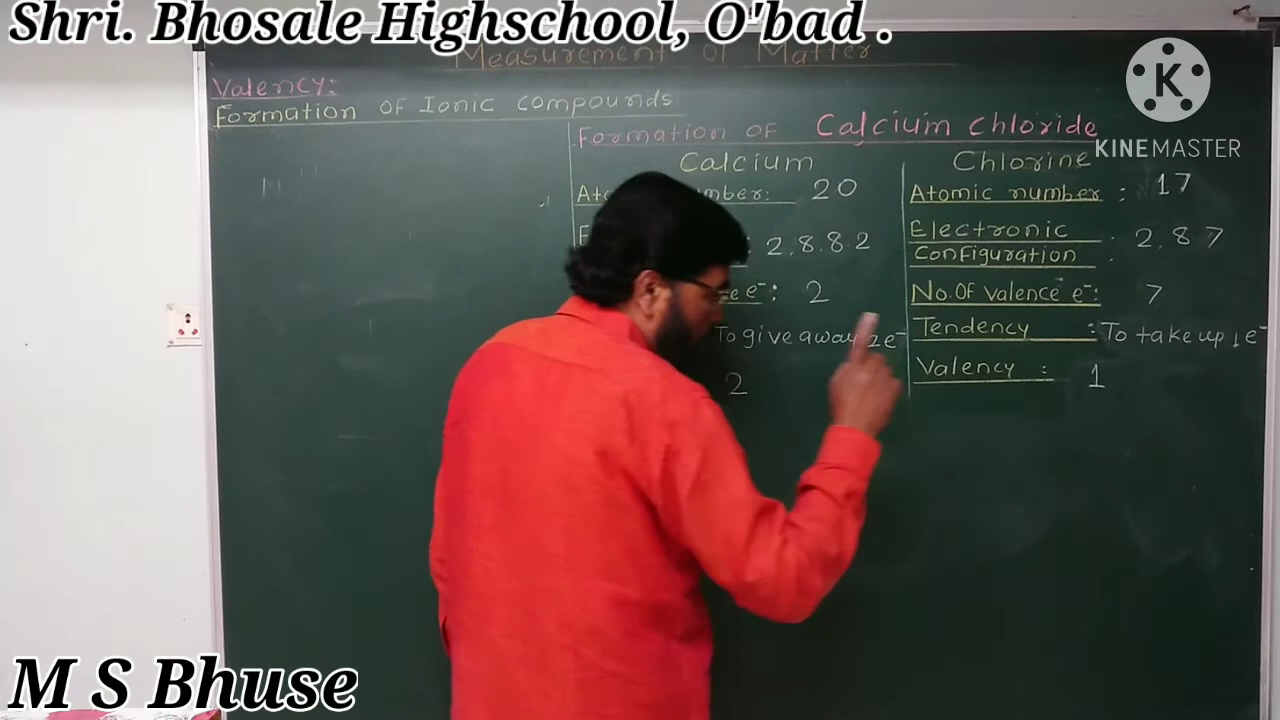 Shri. Bhosale Highschool, O'bad .
Measurement of Matter
KINEMASTER
Valency:
Formation of Ionic compounds
Formation of Calcium chloride
Calcium
20
: 2,8,8,2
e⁻: 2
To give away 2e⁻
2
Chlorine
Atomic number : 17
Electronic
Configuration : 2,8 7
No.Of valence e⁻: 7
Tendency : To take up 1e⁻
Valency : 1
M S Bhuse